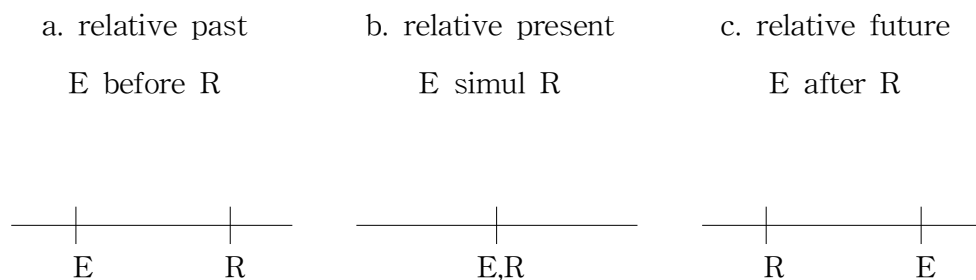 a. relative past b. relative present c. relative future
E before R E simul R E after R
E R E,R R E